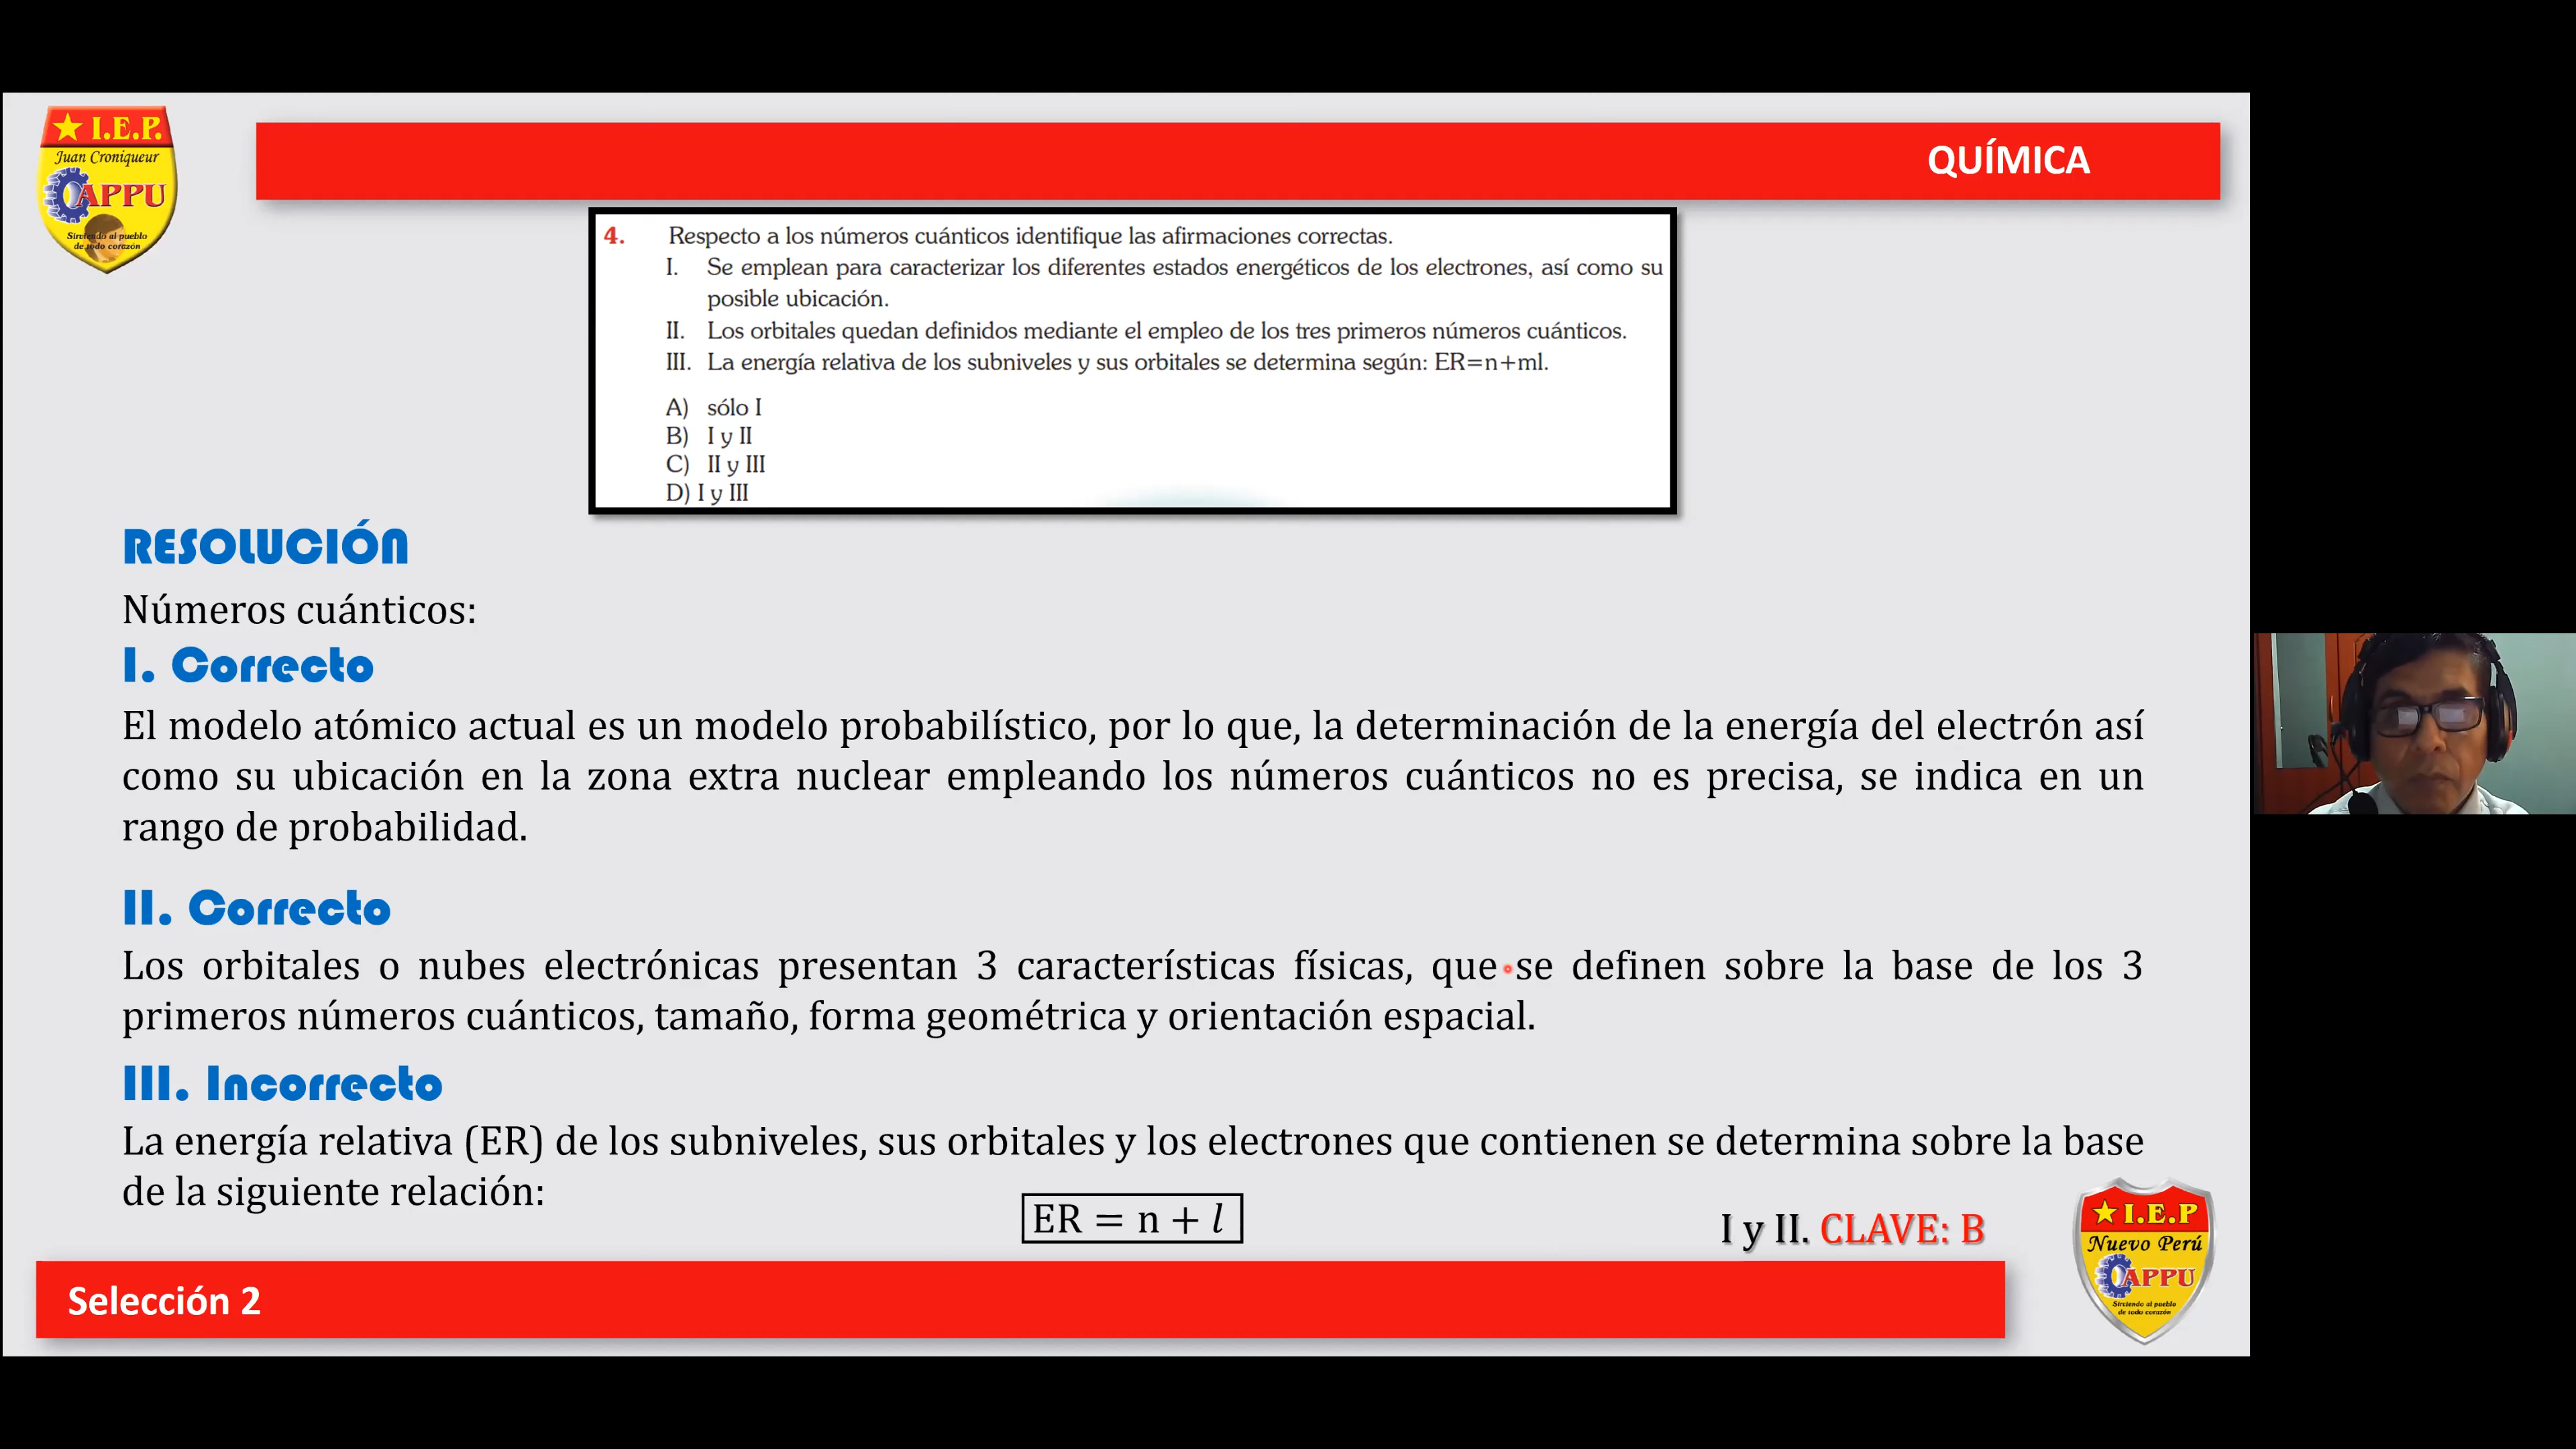 ★ I.E.P.
Juan Croniqueur
APPU
Sirviendo al pueblo
de todo corazón
QUÍMICA
4. Respecto a los números cuánticos identifique las afirmaciones correctas.
I. Se emplean para caracterizar los diferentes estados energéticos de los electrones, así como su
posible ubicación.
II. Los orbitales quedan definidos mediante el empleo de los tres primeros números cuánticos.
III. La energía relativa de los subniveles y sus orbitales se determina según: ER=n+ml.
A) sólo I
B) I y II
C) II y III
D) I y III
RESOLUCIÓN
Números cuánticos:
I. Correcto
El modelo atómico actual es un modelo probabilístico, por lo que, la determinación de la energía del electrón así
como su ubicación en la zona extra nuclear empleando los números cuánticos no es precisa, se indica en un
rango de probabilidad.
II. Correcto
Los orbitales o nubes electrónicas presentan 3 características físicas, que se definen sobre la base de los 3
primeros números cuánticos, tamaño, forma geométrica y orientación espacial.
III. Incorrecto
La energía relativa (ER) de los subniveles, sus orbitales y los electrones que contienen se determina sobre la base
de la siguiente relación:
ER = n + l
I y II. CLAVE: B
★ I.E.P
Nuevo Perú
APPU
Sirviendo al pueblo
de todo corazón
Selección 2